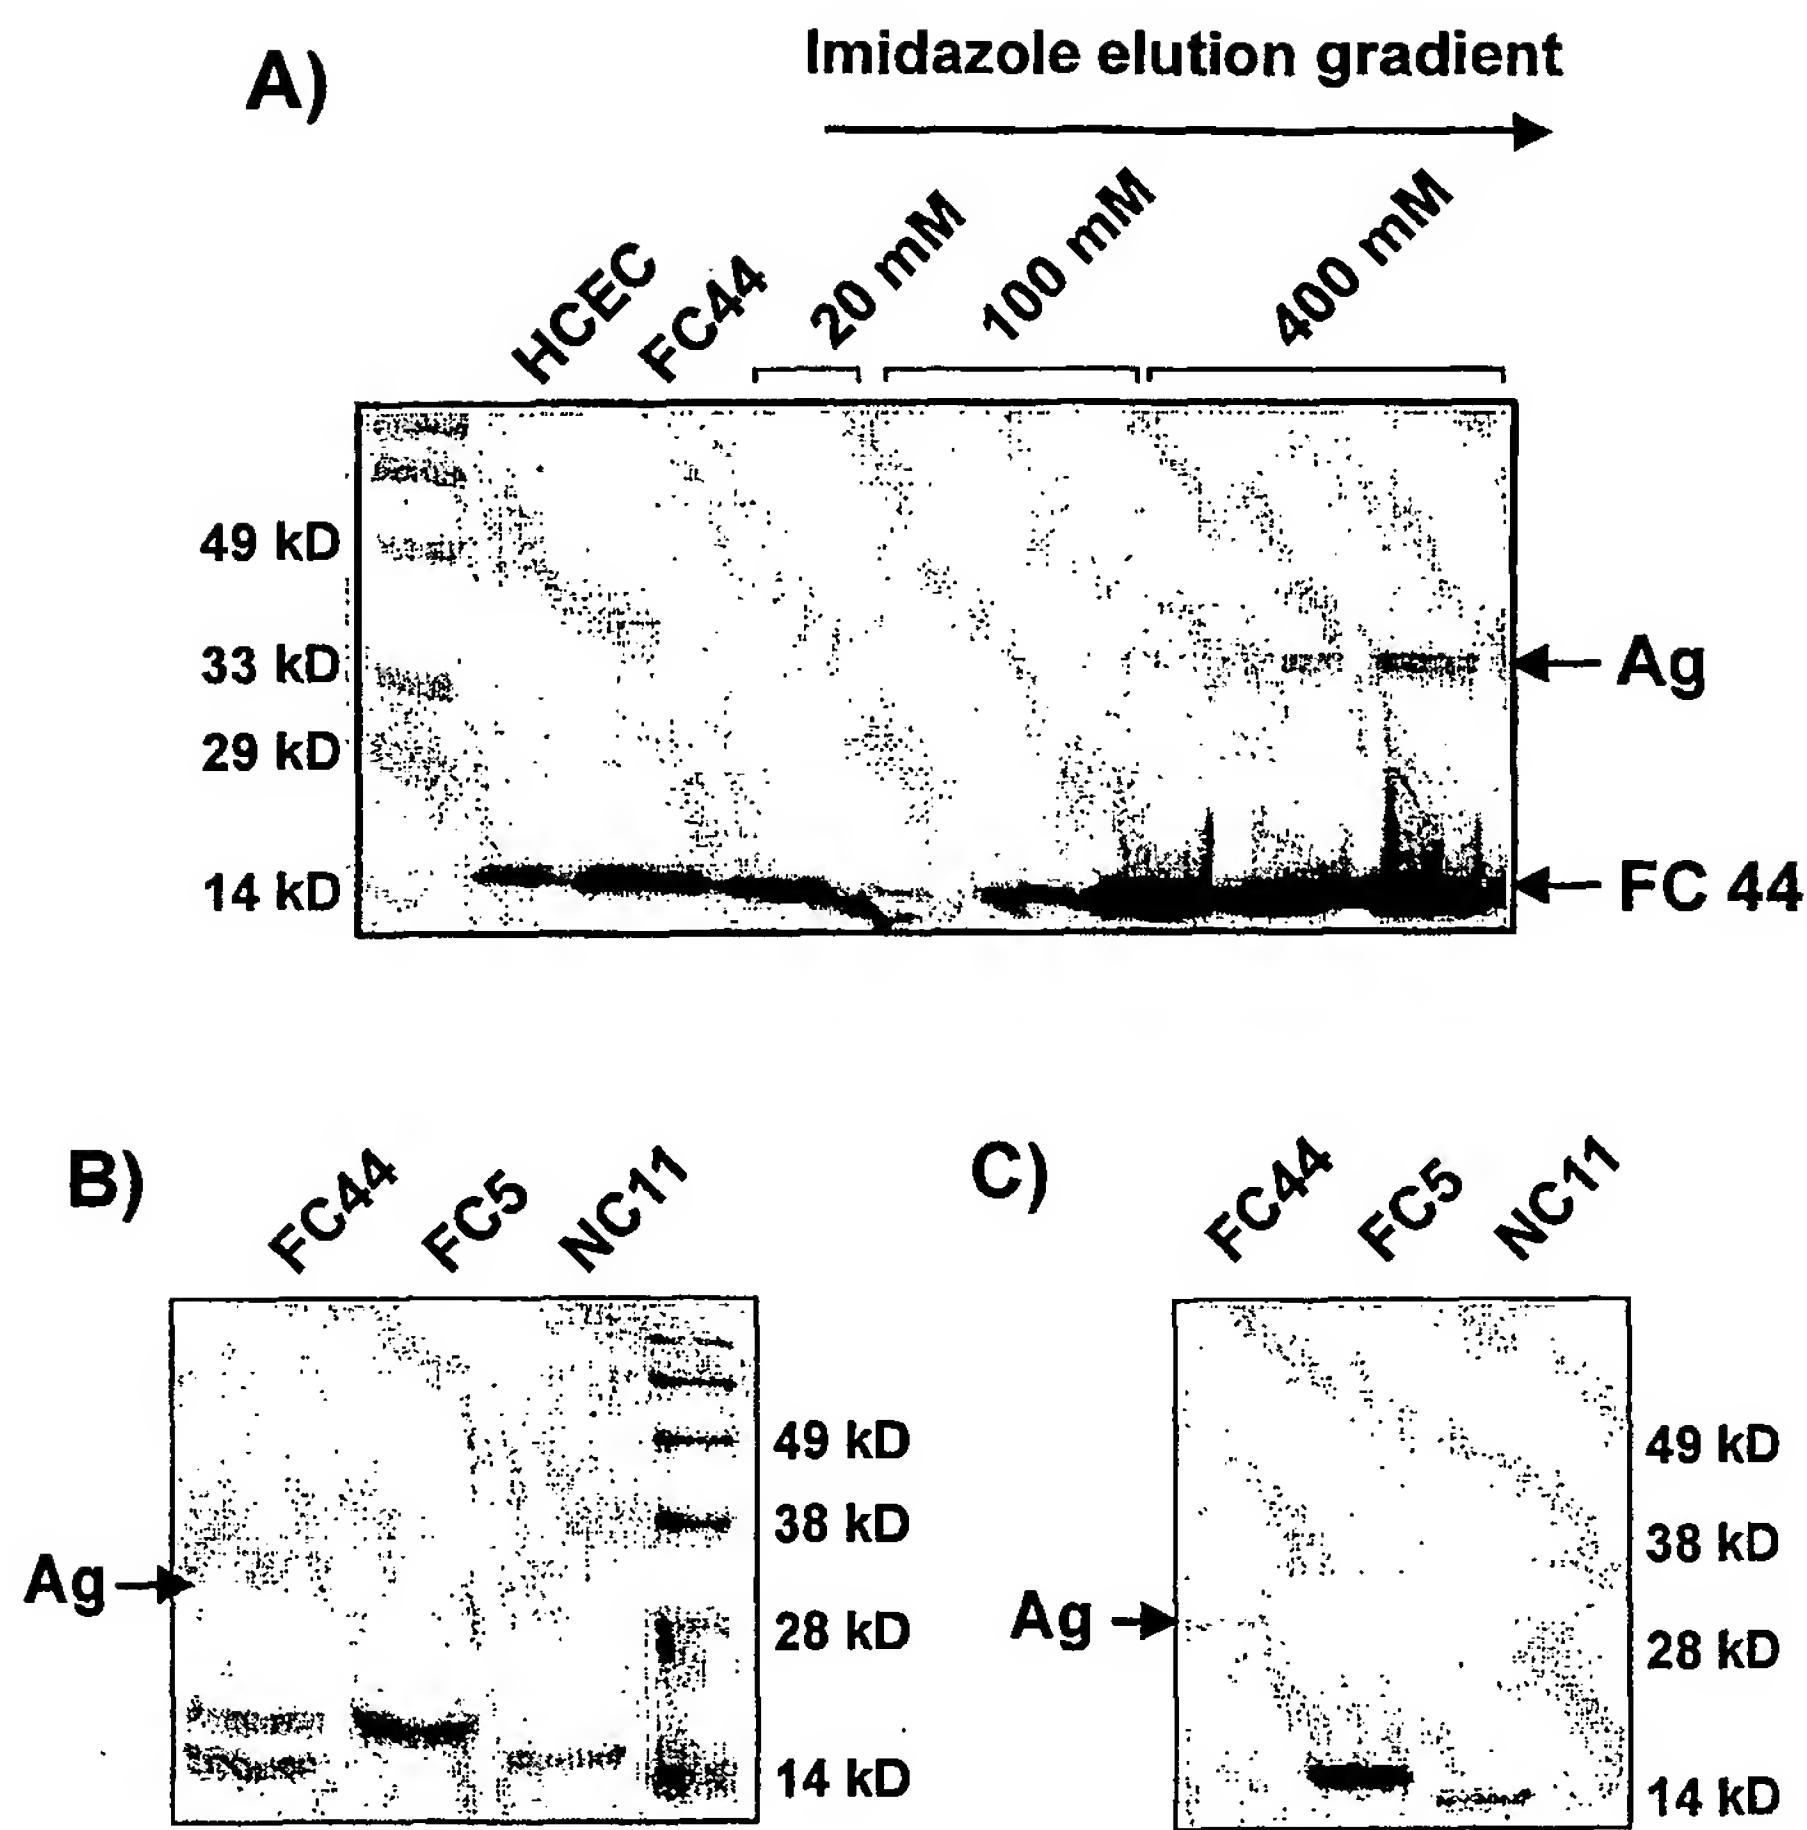 A)
Imidazole elution gradient
HCEC
FC44
20 mM
100 mM
400 mM
49 kD
33 kD
29 kD
14 kD
Ag
FC 44
B)
FC44
FC5
NC11
Ag
49 kD
38 kD
28 kD
14 kD
C)
FC44
FC5
NC11
Ag
49 kD
38 kD
28 kD
14 kD